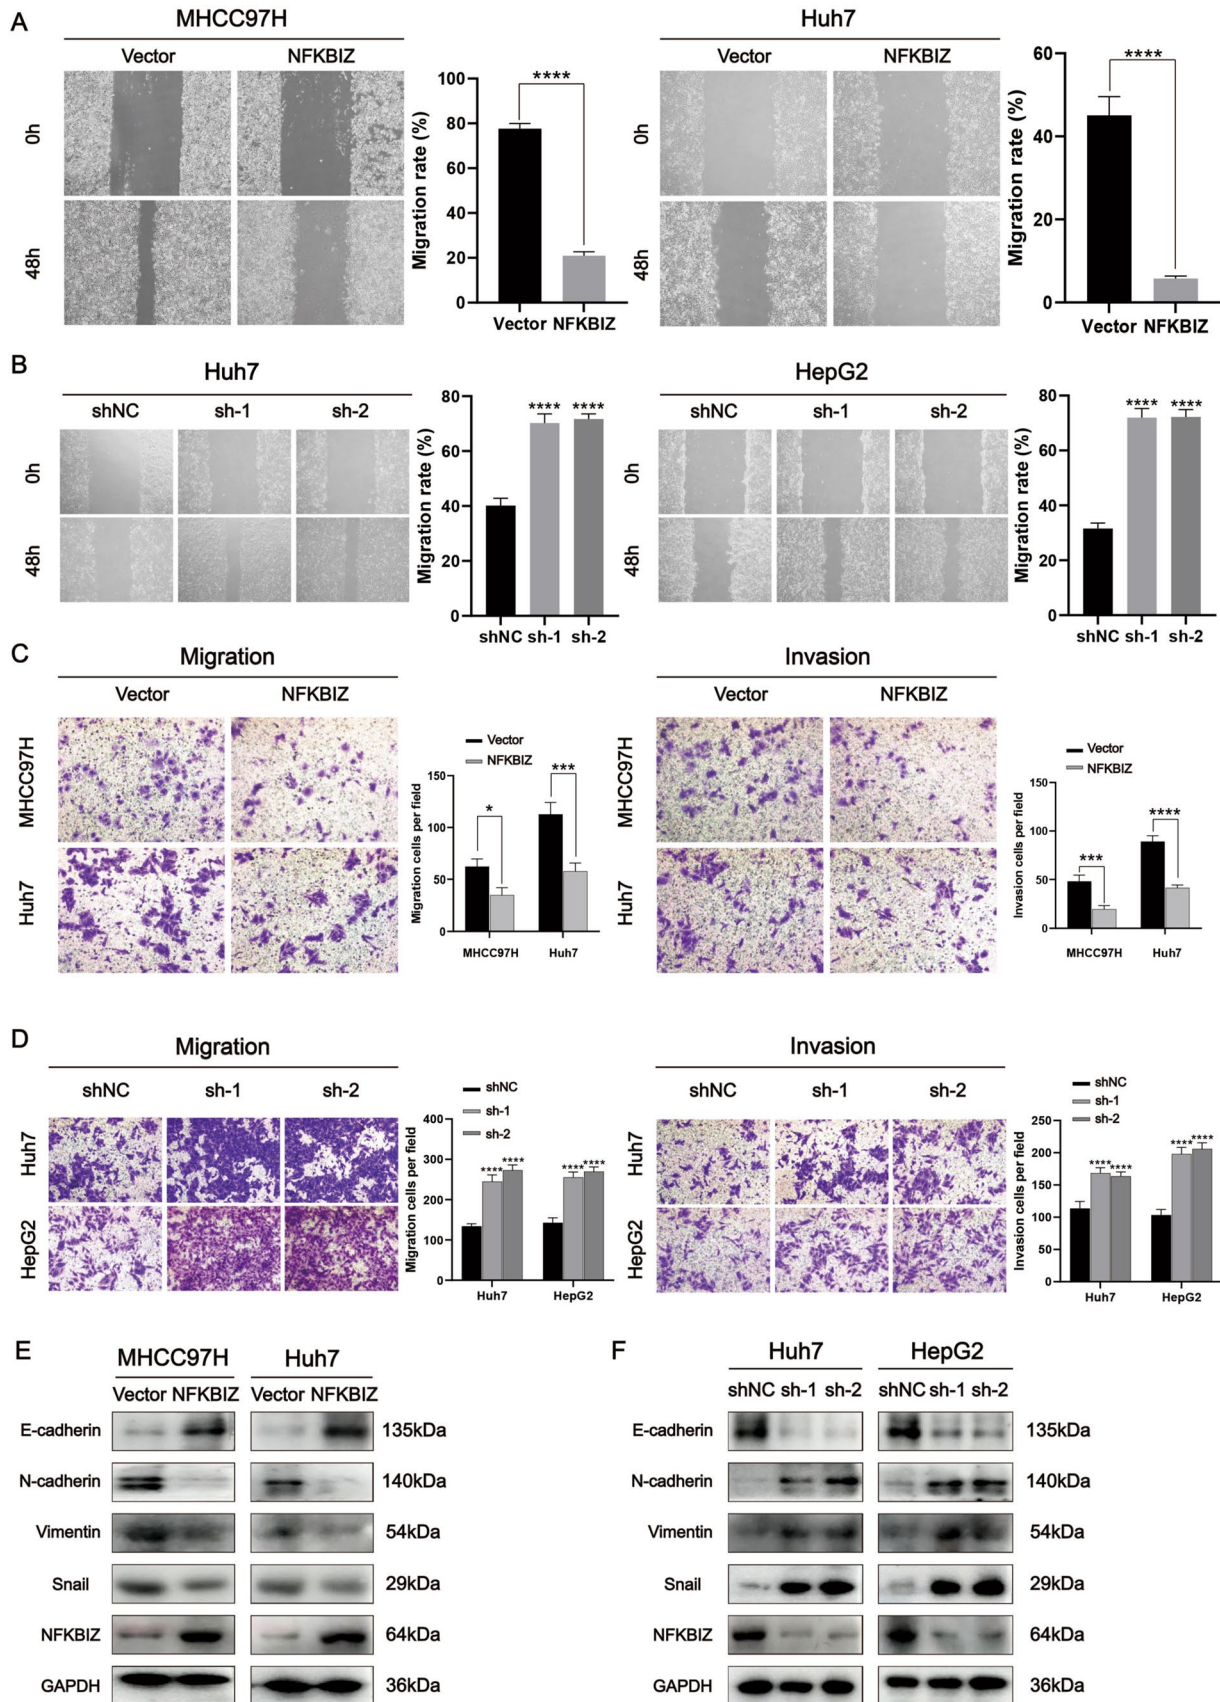 A
MHCC97H
Huh7
Vector NFKBIZ
Vector NFKBIZ
0h
48h
Migration rate (%)
100
80
60
40
20
0
****
Vector NFKBIZ
0h
48h
Migration rate (%)
60
40
20
0
****
Vector NFKBIZ
B
Huh7
HepG2
shNC sh-1 sh-2
shNC sh-1 sh-2
0h
48h
Migration rate (%)
80
60
40
20
0
**** ****
shNC sh-1 sh-2
0h
48h
Migration rate (%)
80
60
40
20
0
**** ****
shNC sh-1 sh-2
C
Migration
Invasion
Vector NFKBIZ
Vector NFKBIZ
MHCC97H
Huh7
Vector
NFKBIZ
Migration cells per field
150
100
50
0
*
***
MHCC97H Huh7
MHCC97H
Huh7
Vector
NFKBIZ
Invasion cells per field
150
100
50
0
***
****
MHCC97H Huh7
D
Migration
Invasion
shNC sh-1 sh-2
shNC sh-1 sh-2
Huh7
HepG2
shNC
sh-1
sh-2
Migration cells per field
400
300
200
100
0
**** **** **** ****
Huh7 HepG2
Huh7
HepG2
shNC
sh-1
sh-2
Invasion cells per field
250
200
150
100
50
0
**** **** **** ****
Huh7 HepG2
E
MHCC97H Huh7
Vector NFKBIZ Vector NFKBIZ
E-cadherin 135kDa
N-cadherin 140kDa
Vimentin 54kDa
Snail 29kDa
NFKBIZ 64kDa
GAPDH 36kDa
F
Huh7 HepG2
shNC sh-1 sh-2 shNC sh-1 sh-2
E-cadherin 135kDa
N-cadherin 140kDa
Vimentin 54kDa
Snail 29kDa
NFKBIZ 64kDa
GAPDH 36kDa